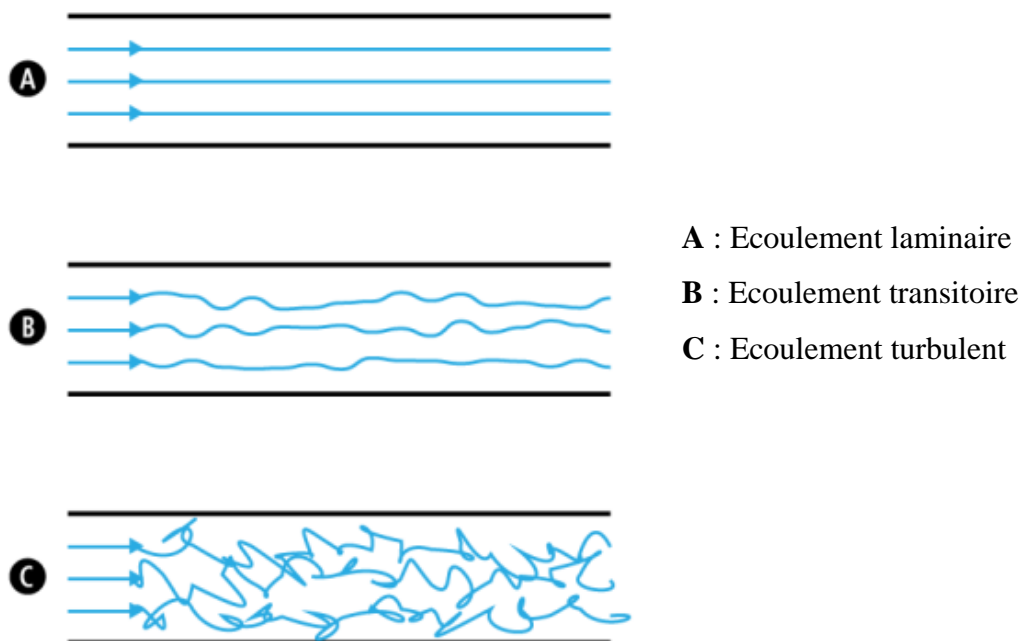 A
A : Ecoulement laminaire
B : Ecoulement transitoire
B
C : Ecoulement turbulent
C